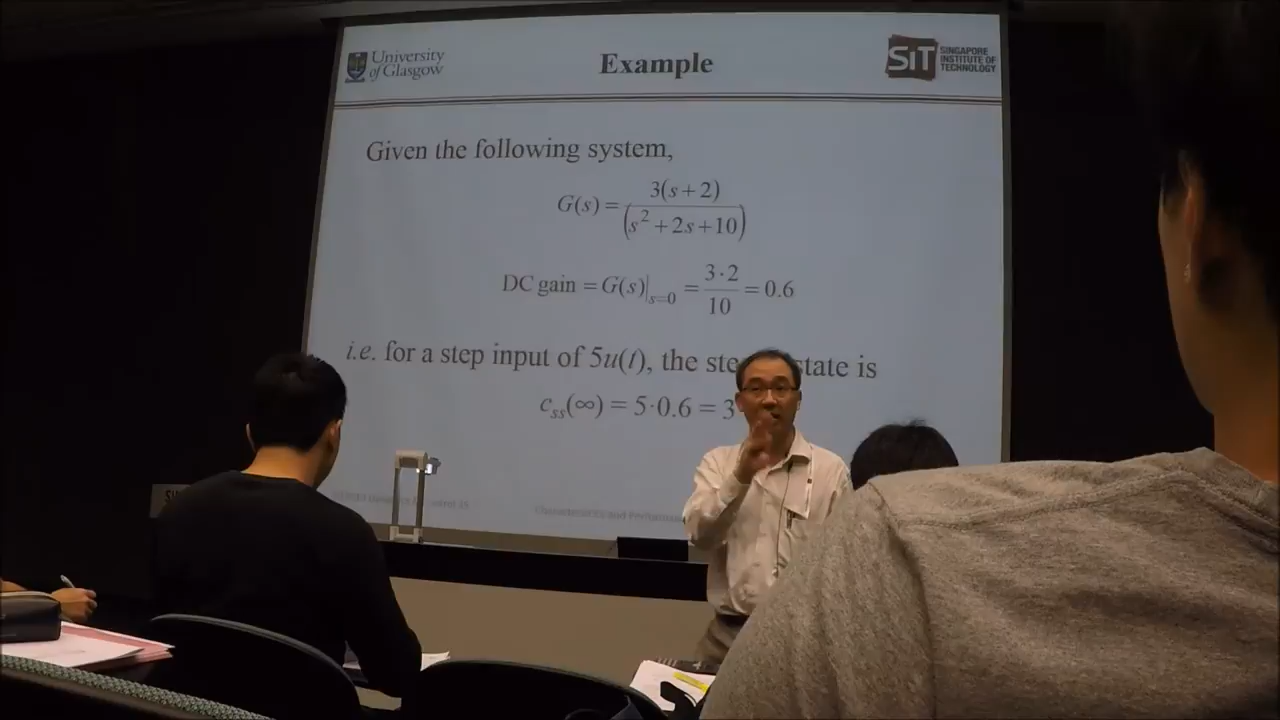 University
of Glasgow
Example
SiT
SINGAPORE
INSTITUTE OF
TECHNOLOGY
Given the following system,
G(s) = 3(s+2) / (s² + 2s + 10)
DC gain = G(s)|s=0 = 3·2 / 10 = 0.6
i.e. for a step input of 5u(t), the ste state is
css(∞) = 5·0.6 = 3